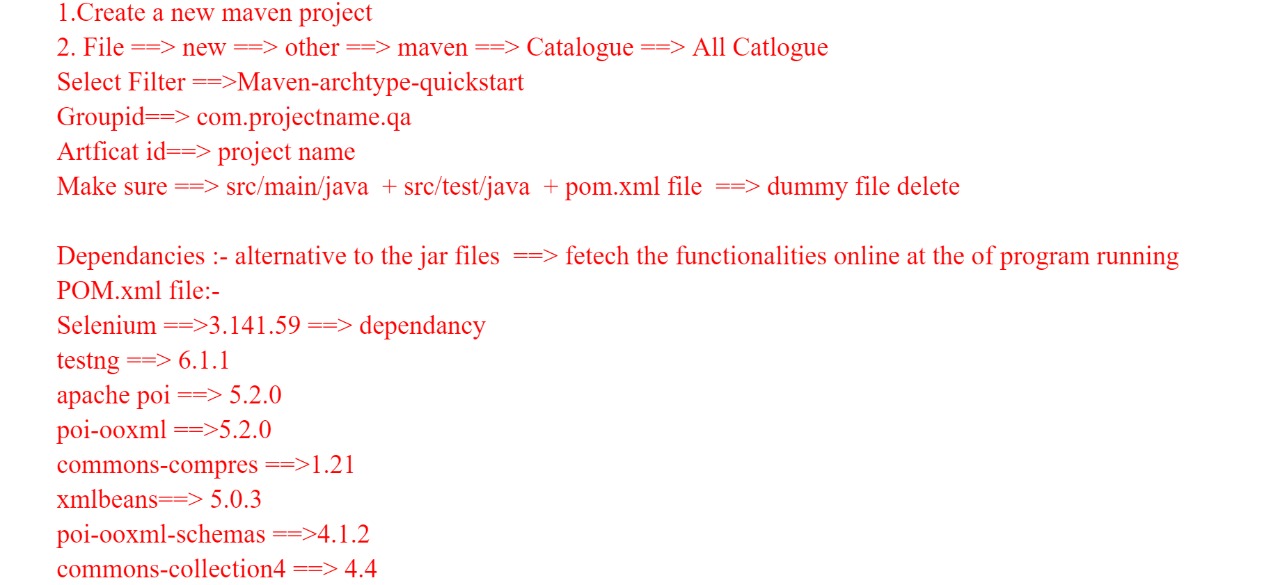 1.Create a new maven project
2. File ==> new ==> other ==> maven ==> Catalogue ==> All Catlogue
Select Filter ==>Maven-archtype-quickstart
Groupid==> com.projectname.qa
Artficat id==> project name
Make sure ==> src/main/java  + src/test/java  + pom.xml file  ==> dummy file delete
Dependancies :- alternative to the jar files  ==> fetech the functionalities online at the of program running
POM.xml file:-
Selenium ==>3.141.59 ==> dependancy
testng ==> 6.1.1
apache poi ==> 5.2.0
poi-ooxml ==>5.2.0
commons-compres ==>1.21
xmlbeans==> 5.0.3
poi-ooxml-schemas ==>4.1.2
commons-collection4 ==> 4.4